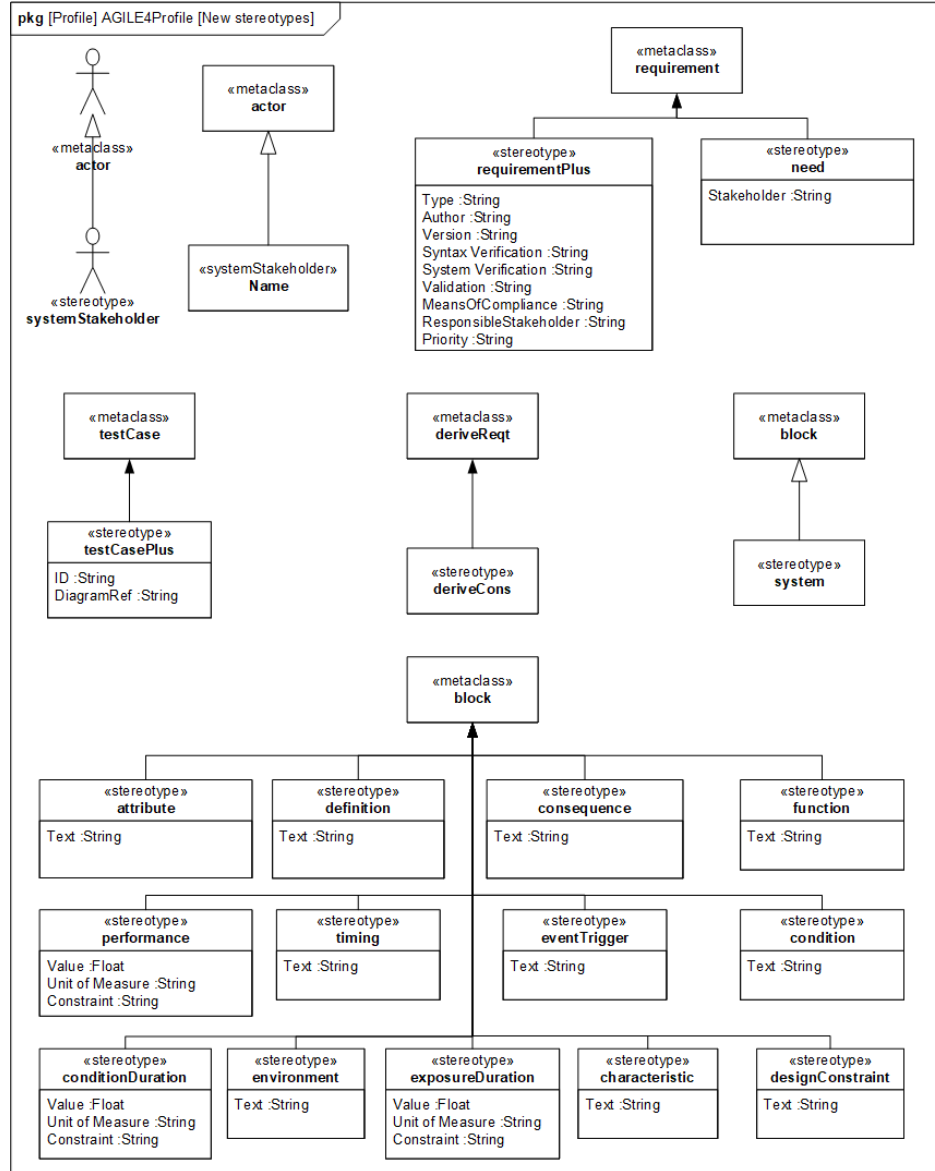 pkg [Profile] AGILE4Profile [New stereotypes]
«metaclass»
actor
«stereotype»
systemStakeholder
«metaclass»
actor
«systemStakeholder»
Name
«metaclass»
requirement
«stereotype»
requirementPlus
Type :String
Author :String
Version :String
Syntax Verification :String
System Verification :String
Validation :String
MeansOfCompliance :String
ResponsibleStakeholder :String
Priority :String
«stereotype»
need
Stakeholder :String
«metaclass»
testCase
«stereotype»
testCasePlus
ID :String
DiagramRef :String
«metaclass»
deriveReqt
«stereotype»
deriveCons
«metaclass»
block
«stereotype»
system
«metaclass»
block
«stereotype»
attribute
Text :String
«stereotype»
definition
Text :String
«stereotype»
consequence
Text :String
«stereotype»
function
Text :String
«stereotype»
performance
Value :Float
Unit of Measure :String
Constraint :String
«stereotype»
timing
Text :String
«stereotype»
eventTrigger
Text :String
«stereotype»
condition
Text :String
«stereotype»
conditionDuration
Value :Float
Unit of Measure :String
Constraint :String
«stereotype»
environment
Text :String
«stereotype»
exposureDuration
Value :Float
Unit of Measure :String
Constraint :String
«stereotype»
characteristic
Text :String
«stereotype»
designConstraint
Text :String